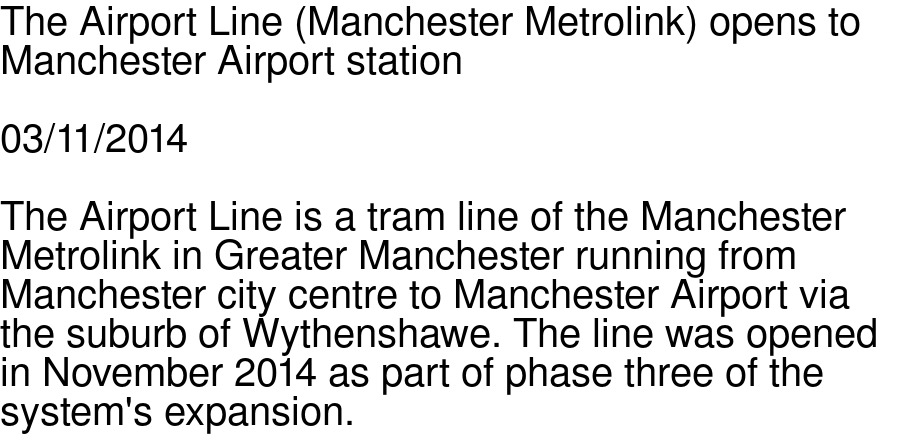 The Airport Line (Manchester Metrolink) opens to
Manchester Airport station
03/11/2014
The Airport Line is a tram line of the Manchester
Metrolink in Greater Manchester running from
Manchester city centre to Manchester Airport via
the suburb of Wythenshawe. The line was opened
in November 2014 as part of phase three of the
system's expansion.